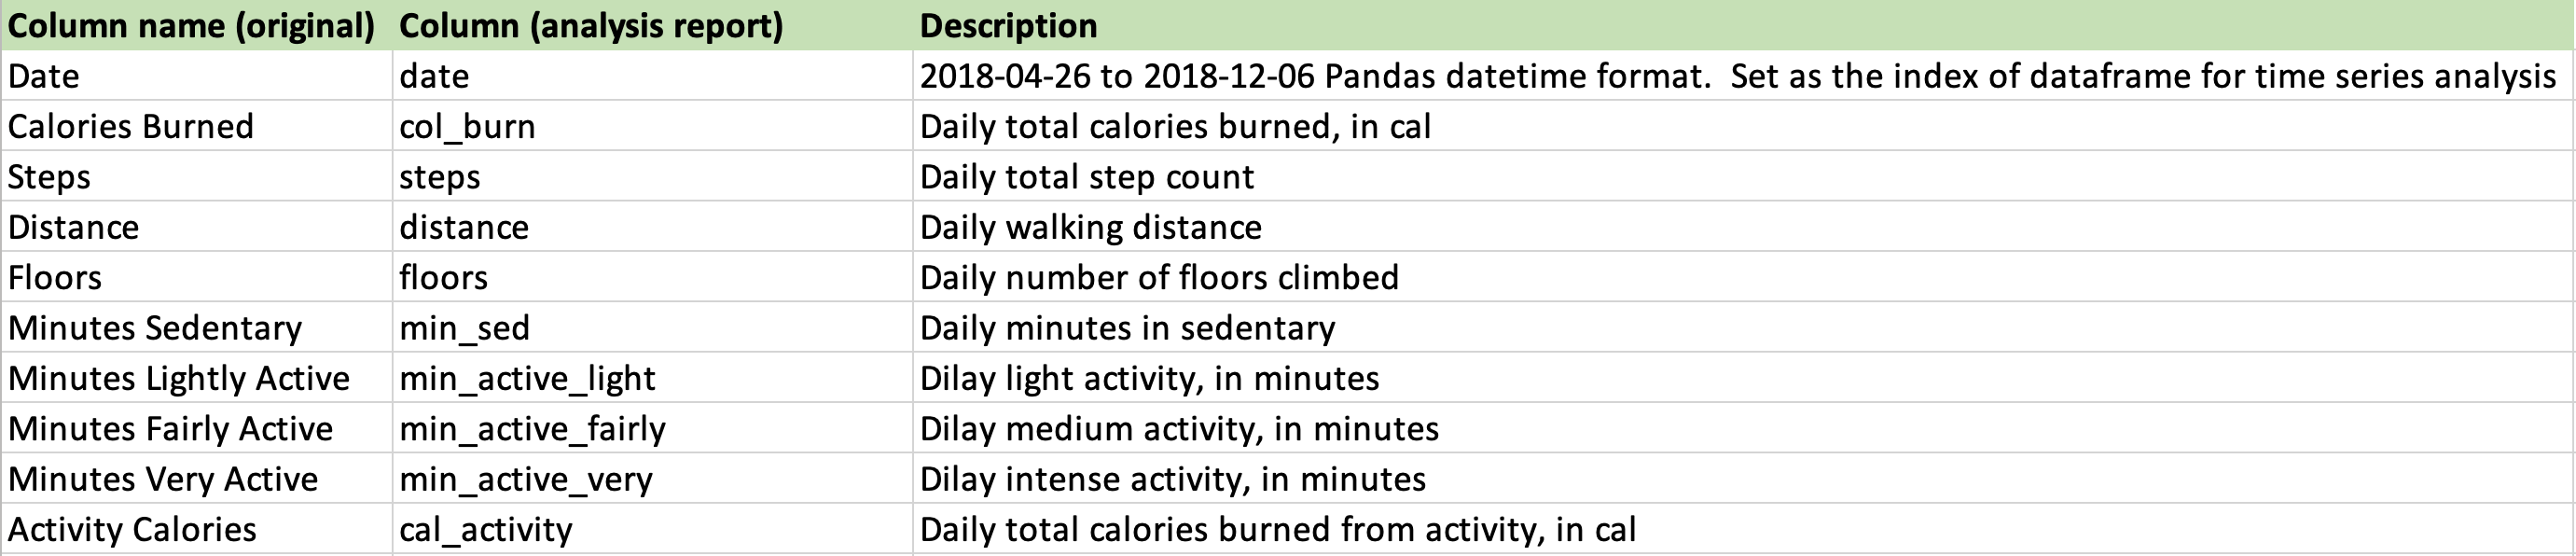 Column name (original) Column (analysis report) Description
Date date 2018-04-26 to 2018-12-06 Pandas datetime format.  Set as the index of dataframe for time series analysis
Calories Burned col_burn Daily total calories burned, in cal
Steps steps Daily total step count
Distance distance Daily walking distance
Floors floors Daily number of floors climbed
Minutes Sedentary min_sed Daily minutes in sedentary
Minutes Lightly Active min_active_light Dilay light activity, in minutes
Minutes Fairly Active min_active_fairly Dilay medium activity, in minutes
Minutes Very Active min_active_very Dilay intense activity, in minutes
Activity Calories cal_activity Daily total calories burned from activity, in cal